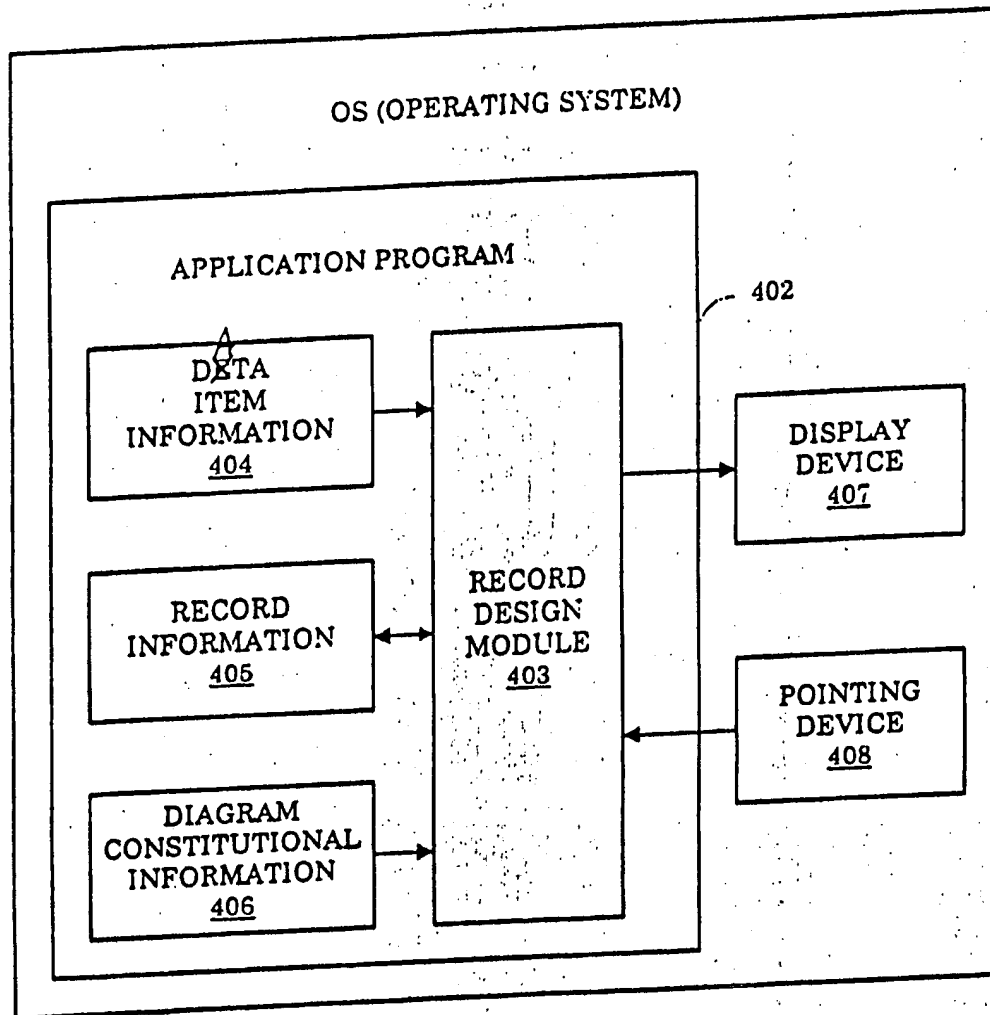 OS (OPERATING SYSTEM)
APPLICATION PROGRAM
402
A
DETA
ITEM
INFORMATION
404
RECORD
INFORMATION
405
DIAGRAM
CONSTITUTIONAL
INFORMATION
406
RECORD
DESIGN
MODULE
403
DISPLAY
DEVICE
407
POINTING
DEVICE
408